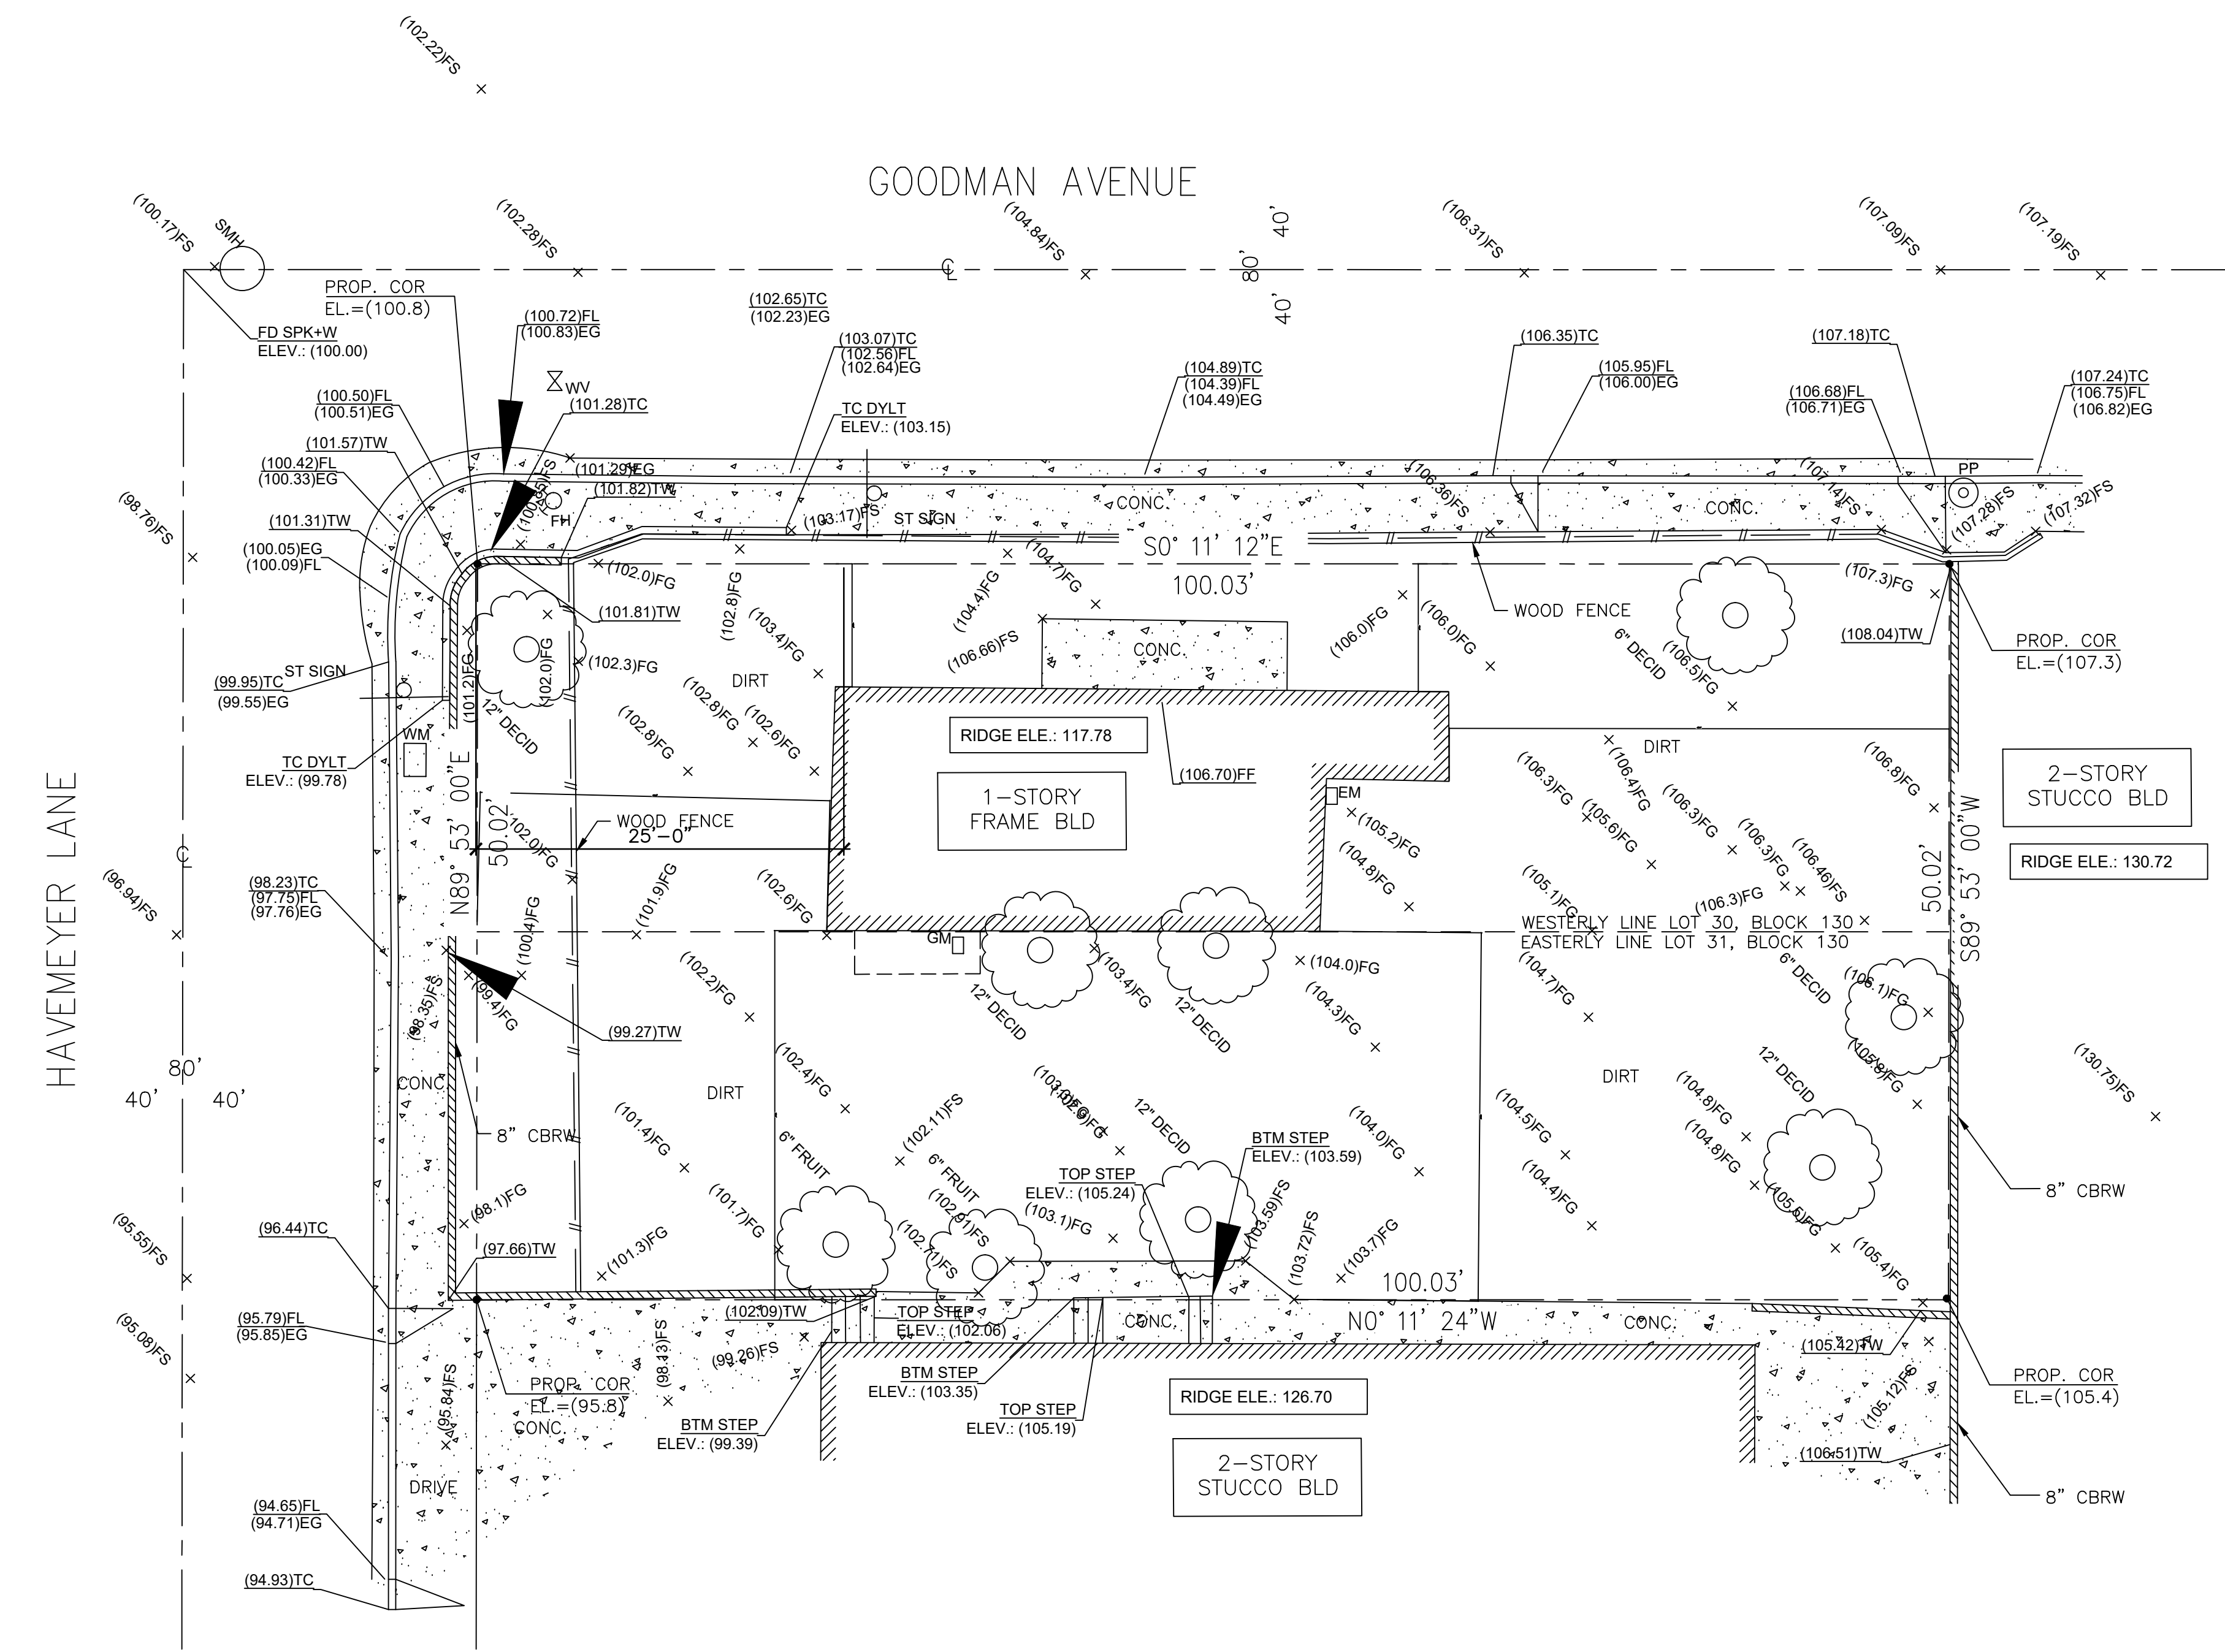 (102.22)FS
GOODMAN AVENUE
(100.17)FS
SMH
(102.28)FS
(104.84)FS
40'
80'
40'
(106.31)FS
(107.09)FS
(107.19)FS
PROP. COR
EL.=(100.8)
FD SPK+W
ELEV.: (100.00)
(100.72)FL
(100.83)EG
(102.65)TC
(102.23)EG
(103.07)TC
(102.56)FL
(102.64)EG
(104.89)TC
(104.39)FL
(104.49)EG
(106.35)TC
(105.95)FL
(106.00)EG
(107.18)TC
(106.68)FL
(106.71)EG
(107.24)TC
(106.75)FL
(106.82)EG
WV
(101.28)TC
TC DYLT
ELEV.: (103.15)
(100.50)FL
(100.51)EG
(101.57)TW
(100.42)FL
(100.33)EG
(101.31)TW
(100.05)EG
(100.09)FL
(98.76)FS
(101.29)EG
(101.82)TW
(100.95)FS
FH
(103.17)FS
ST SIGN
CONC.
(106.36)FS
CONC.
(107.14)FS
PP
(107.28)FS
(107.32)FS
S0° 11' 12"E
100.03'
(102.0)FG
(101.81)TW
(102.8)FG
(103.4)FG
(104.4)FG
(104.7)FG
(106.66)FS
CONC.
(106.0)FG
(106.0)FG
WOOD FENCE
6" DECID
(106.5)FG
(107.3)FG
(108.04)TW
PROP. COR
EL.=(107.3)
ST SIGN
(99.95)TC
(99.55)EG
(101.2)FG
(102.0)FG
(102.3)FG
12" DECID
DIRT
(102.8)FG
(102.8)FG
(102.6)FG
WM
TC DYLT
ELEV.: (99.78)
RIDGE ELE.: 117.78
(106.70)FF
1-STORY
FRAME BLD
EM
(105.2)FG
(104.8)FG
DIRT
(106.3)FG
(106.4)FG
(105.6)FG
(106.3)FG
(106.3)FG
(106.46)FS
(106.8)FG
(106.3)FG
(105.1)FG
2-STORY
STUCCO BLD
RIDGE ELE.: 130.72
HAVEMEYER LANE
N89° 53' 00"E
50.02'
(102.0)FG
WOOD FENCE
25'-0"
(96.94)FS
(98.23)TC
(97.75)FL
(97.76)EG
(100.4)FG
(101.9)FG
(102.6)FG
WESTERLY LINE LOT 30, BLOCK 130
EASTERLY LINE LOT 31, BLOCK 130
50.02'
S89° 53' 00"W
(98.35)FS
(99.4)FG
(99.27)TW
(102.2)FG
GM
12" DECID
(103.4)FG
12" DECID
(104.0)FG
(104.3)FG
(104.7)FG
6" DECID
(106.1)FG
(105.8)FG
(130.75)FS
80'
40'
40'
CONC.
8" CBRW
DIRT
(102.4)FG
(101.4)FG
6" FRUIT
(102.11)FS
6" FRUIT
(102.9)FG
12" DECID
BTM STEP
ELEV.: (103.59)
TOP STEP
ELEV.: (105.24)
(104.0)FG
(104.5)FG
(104.4)FG
DIRT
12" DECID
(104.8)FG
(104.8)FG
(105.5)FG
(105.4)FG
8" CBRW
(98.1)FG
(101.7)FG
(102.71)FS
(102.91)FS
(103.1)FG
(103.59)FS
(103.72)FS
(103.7)FG
(95.55)FS
(96.44)TC
(97.66)TW
(101.3)FG
100.03'
N0° 11' 24"W
(95.79)FL
(95.85)EG
(95.08)FS
(102.09)TW
TOP STEP
ELEV.: (102.06)
CONC.
CONC.
(105.42)TW
(95.84)FS
PROP. COR
EL.=(95.8)
CONC.
(98.13)FS
(99.26)FS
BTM STEP
ELEV.: (99.39)
BTM STEP
ELEV.: (103.35)
TOP STEP
ELEV.: (105.19)
RIDGE ELE.: 126.70
2-STORY
STUCCO BLD
(105.12)FS
(106.51)TW
PROP. COR
EL.=(105.4)
8" CBRW
DRIVE
(94.65)FL
(94.71)EG
(94.93)TC